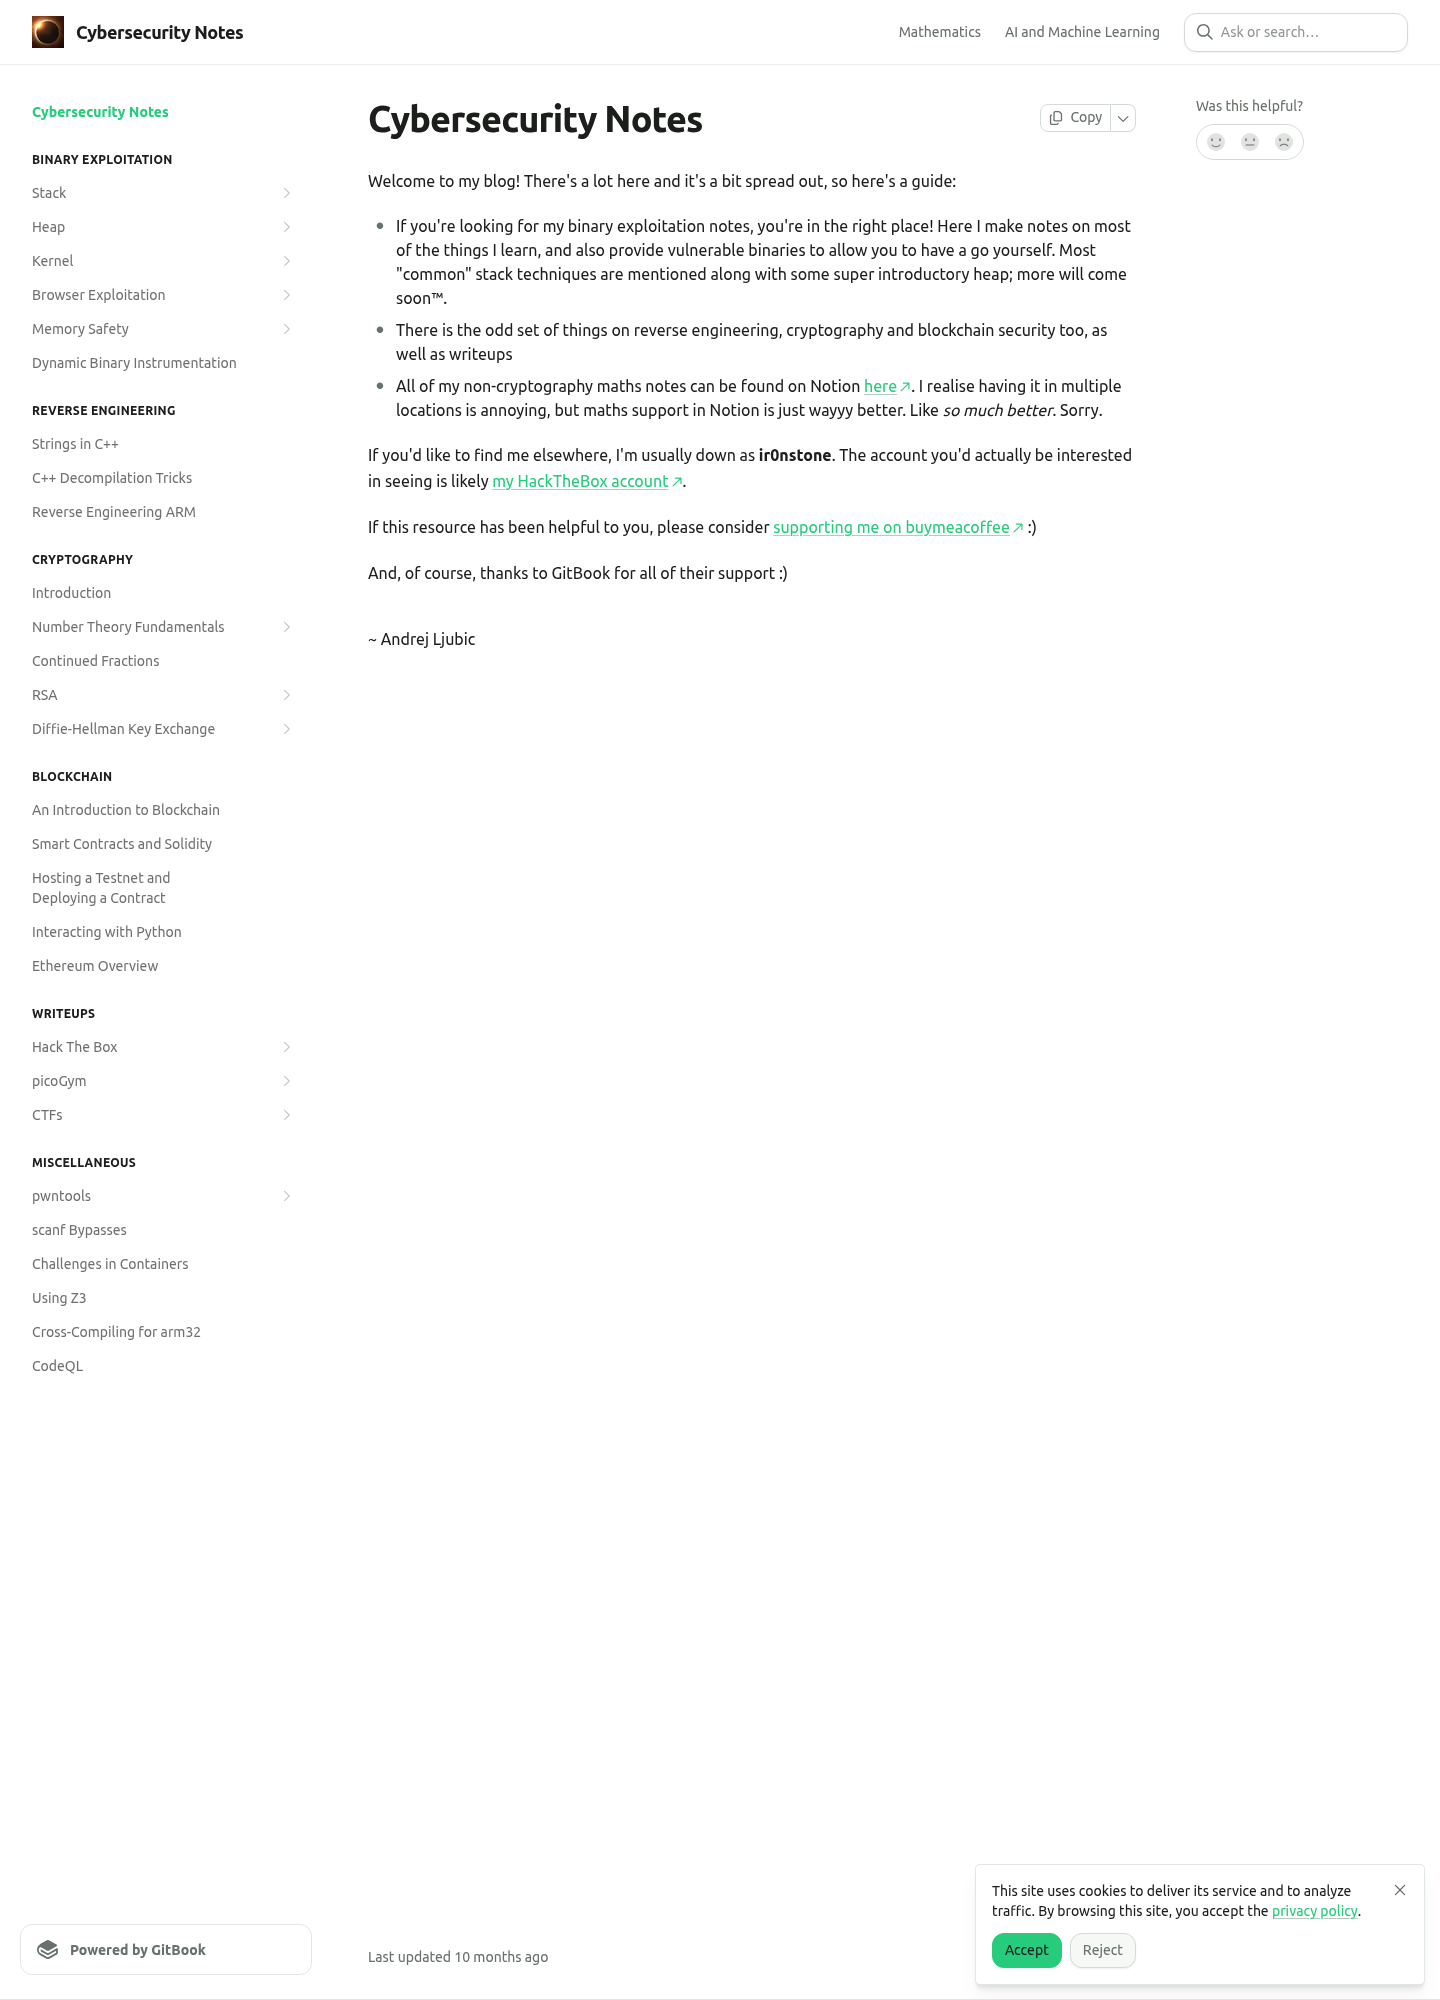 Cybersecurity Notes
Mathematics
AI and Machine Learning
Ask or search...
Cybersecurity Notes
BINARY EXPLOITATION
Stack
Heap
Kernel
Browser Exploitation
Memory Safety
Dynamic Binary Instrumentation
REVERSE ENGINEERING
Strings in C++
C++ Decompilation Tricks
Reverse Engineering ARM
CRYPTOGRAPHY
Introduction
Number Theory Fundamentals
Continued Fractions
RSA
Diffie-Hellman Key Exchange
BLOCKCHAIN
An Introduction to Blockchain
Smart Contracts and Solidity
Hosting a Testnet and
Deploying a Contract
Interacting with Python
Ethereum Overview
WRITEUPS
Hack The Box
picoGym
CTFs
MISCELLANEOUS
pwntools
scanf Bypasses
Challenges in Containers
Using Z3
Cross-Compiling for arm32
CodeQL
Powered by GitBook
Cybersecurity Notes
Copy
Welcome to my blog! There's a lot here and it's a bit spread out, so here's a guide:
If you're looking for my binary exploitation notes, you're in the right place! Here I make notes on most
of the things I learn, and also provide vulnerable binaries to allow you to have a go yourself. Most
"common" stack techniques are mentioned along with some super introductory heap; more will come
soon™.
There is the odd set of things on reverse engineering, cryptography and blockchain security too, as
well as writeups
All of my non-cryptography maths notes can be found on Notion here. I realise having it in multiple
locations is annoying, but maths support in Notion is just wayyy better. Like so much better. Sorry.
If you'd like to find me elsewhere, I'm usually down as ir0nstone. The account you'd actually be interested
in seeing is likely my HackTheBox account.
If this resource has been helpful to you, please consider supporting me on buymeacoffee :)
And, of course, thanks to GitBook for all of their support :)
~ Andrej Ljubic
Last updated 10 months ago
Was this helpful?
This site uses cookies to deliver its service and to analyze
traffic. By browsing this site, you accept the privacy policy.
Accept
Reject